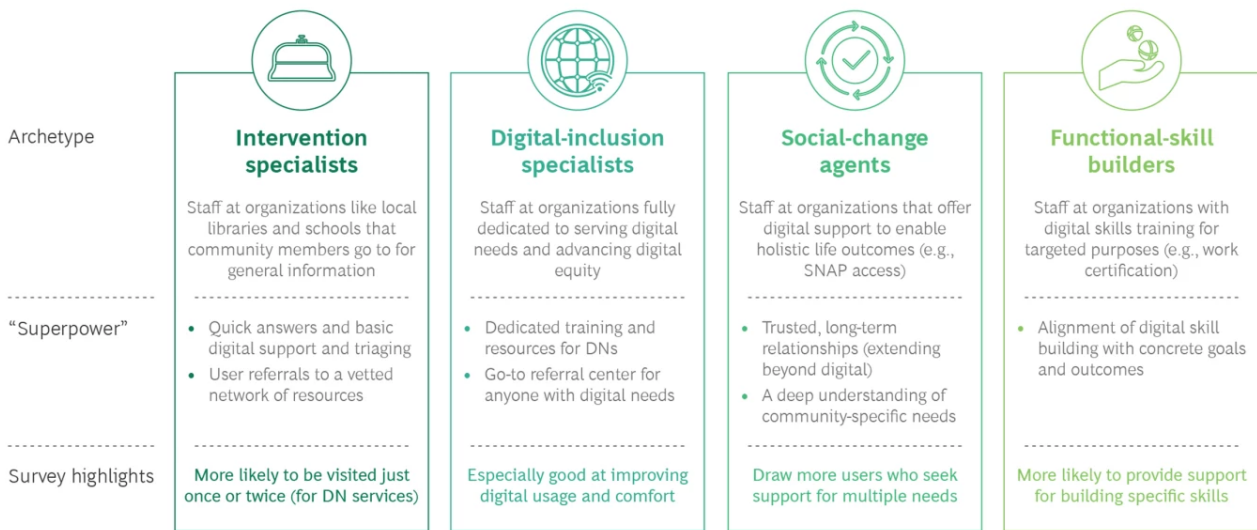 Archetype
Intervention
specialists
Staff at organizations like local
libraries and schools that
community members go to for
general information
Digital-inclusion
specialists
Staff at organizations fully
dedicated to serving digital
needs and advancing digital
equity
Social-change
agents
Staff at organizations that offer
digital support to enable
holistic life outcomes (e.g.,
SNAP access)
Functional-skill
builders
Staff at organizations with
digital skills training for
targeted purposes (e.g., work
certification)
“Superpower”
• Quick answers and basic
digital support and triaging
• User referrals to a vetted
network of resources
• Dedicated training and
resources for DNs
• Go-to referral center for
anyone with digital needs
• Trusted, long-term
relationships (extending
beyond digital)
• A deep understanding of
community-specific needs
• Alignment of digital skill
building with concrete goals
and outcomes
Survey highlights
More likely to be visited just
once or twice (for DN services)
Especially good at improving
digital usage and comfort
Draw more users who seek
support for multiple needs
More likely to provide support
for building specific skills